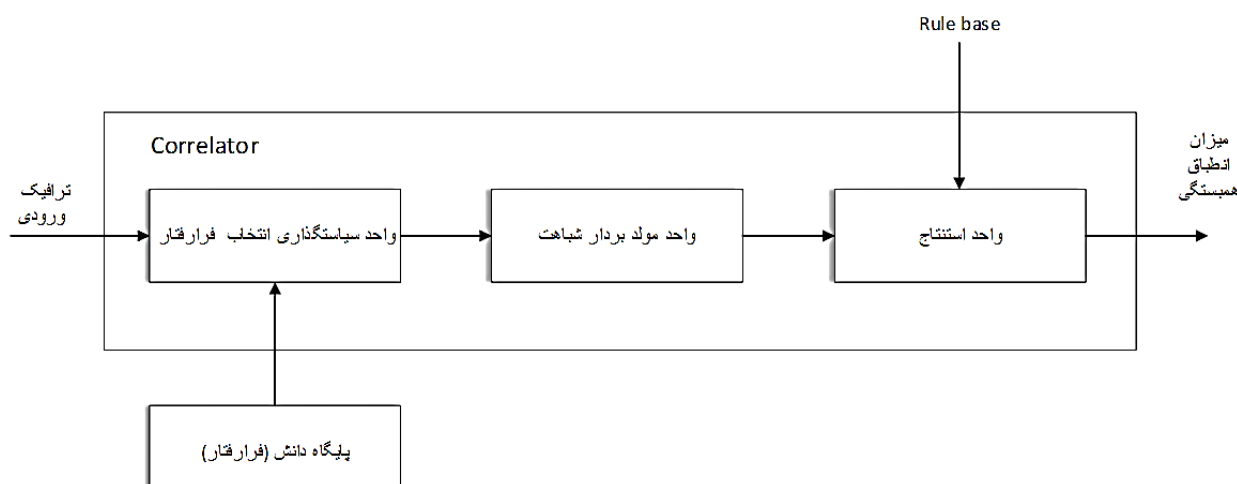 Rule base
Correlator
میزان
انطباق
همبستگی
ترافیک
ورودی
واحد سیاستگذاری انتخاب فرارفتار
واحد مولد بردار شباهت
واحد استنتاج
پایگاه دانش (فرارفتار)